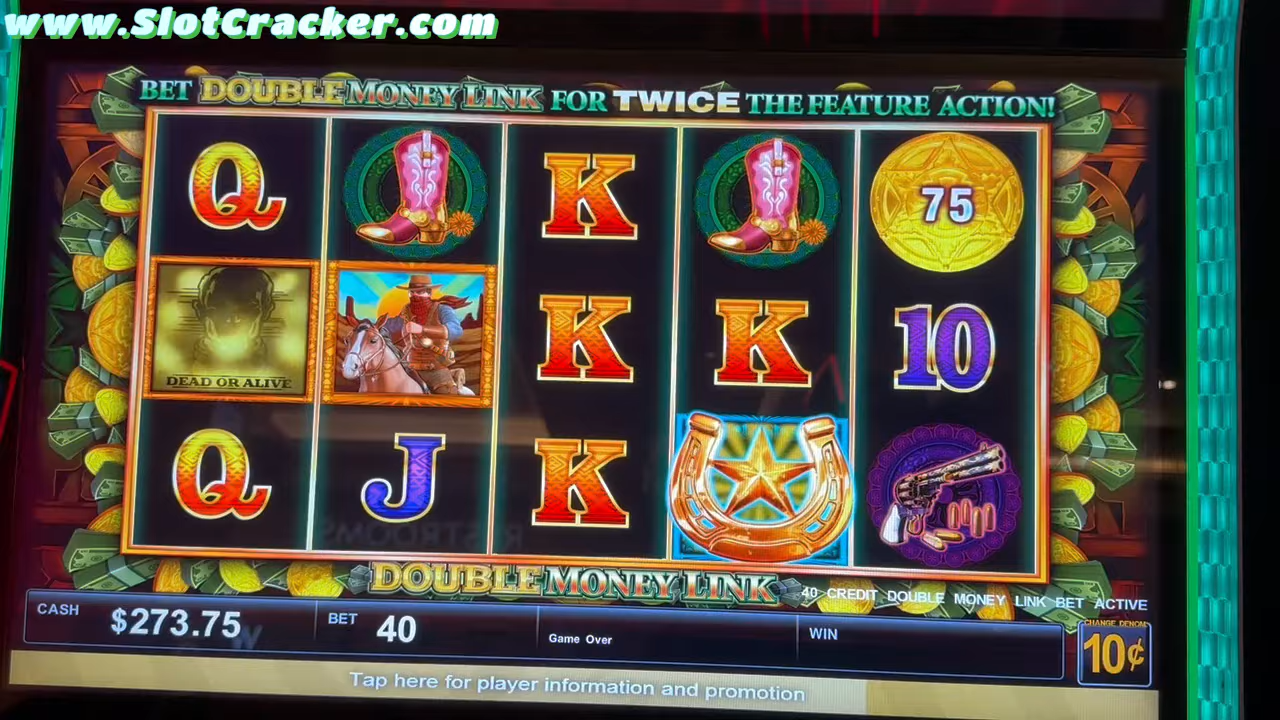 www.SlotCracker.com
BET DOUBLE MONEY LINK FOR TWICE THE FEATURE ACTION!
Q K 75
DEAD OR ALIVE K K 10
Q J K
RESTROOMS
DOUBLE MONEY LINK
40 CREDIT DOUBLE MONEY LINK BET ACTIVE
CASH $273.75 BET 40 Game Over WIN
CHANGE DENOM
10¢
Tap here for player information and promotion